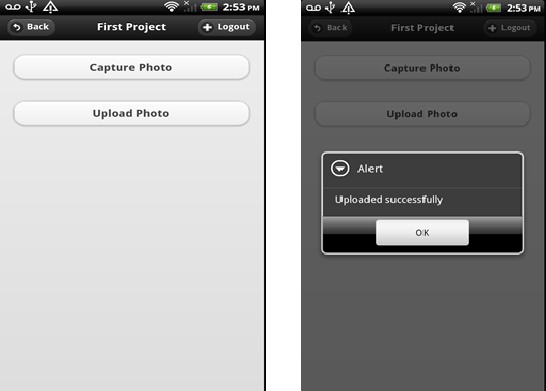 2:53 PM
Back First Project Logout
Capture Photo
Upload Photo
2:53 PM
Back First Project Logout
Capture Photo
Upload Photo
Alert
Uploaded successfully
OK